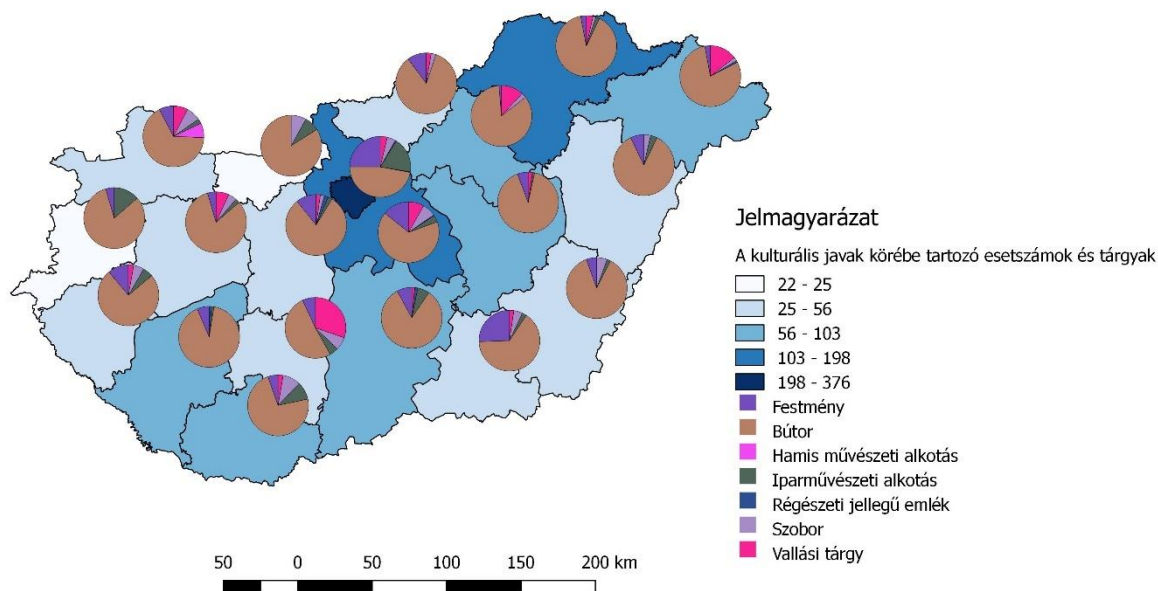 Jelmagyarázat
A kulturális javak körébe tartozó esetszámok és tárgyak
22 - 25
25 - 56
56 - 103
103 - 198
198 - 376
Festmény
Bútor
Hamis művészeti alkotás
Iparművészeti alkotás
Régészeti jellegű emlék
Szobor
Vallási tárgy
50 0 50 100 150 200 km